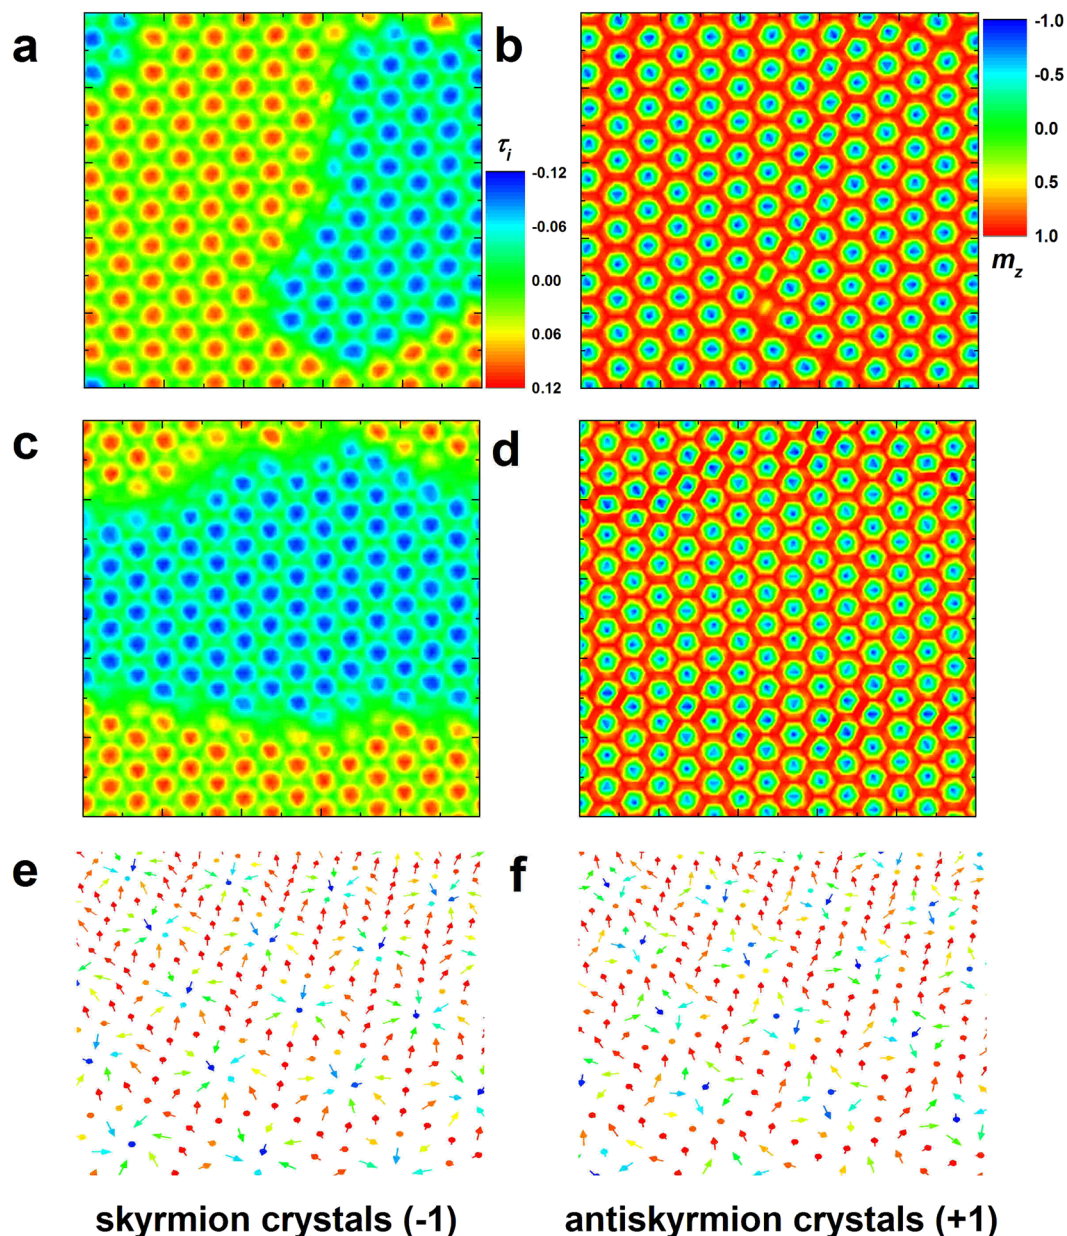 a
b
τi
-0.12
-0.06
0.00
0.06
0.12
-1.0
-0.5
0.0
0.5
1.0
mz
c
d
e
f
skyrmion crystals (-1)
antiskyrmion crystals (+1)